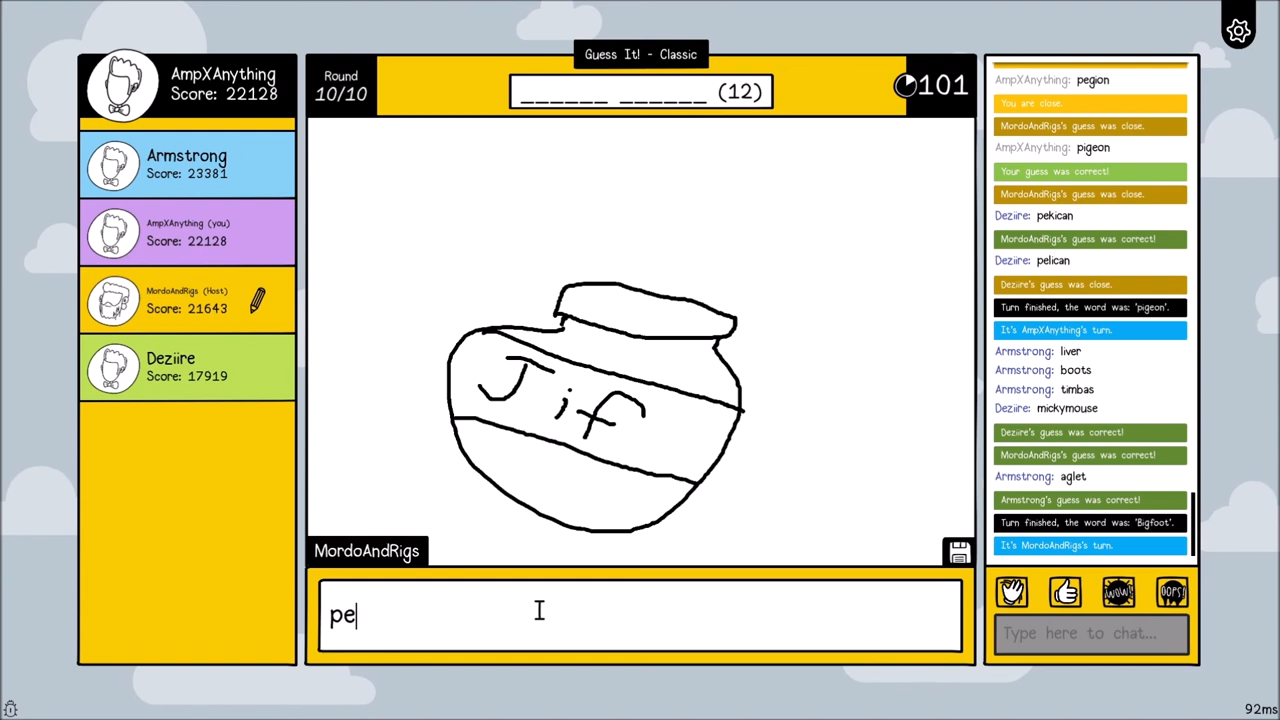 Guess It! - Classic
AmpXAnything
Score: 22128
Armstrong
Score: 23381
AmpXAnything (you)
Score: 22128
MordoAndRigs (Host)
Score: 21643
Deziire
Score: 17919
Round
10/10
______ ______ (12)
101
Jif
MordoAndRigs
pe
AmpXAnything: pegion
You are close.
MordoAndRigs's guess was close.
AmpXAnything: pigeon
Your guess was correct!
MordoAndRigs's guess was close.
Deziire: pekican
MordoAndRigs's guess was correct!
Deziire: pelican
Deziire's guess was close.
Turn finished, the word was: 'pigeon'.
It's AmpXAnything's turn.
Armstrong: liver
Armstrong: boots
Armstrong: timbas
Deziire: mickymouse
Deziire's guess was correct!
MordoAndRigs's guess was correct!
Armstrong: aglet
Armstrong's guess was correct!
Turn finished, the word was: 'Bigfoot'.
It's MordoAndRigs's turn.
WOW!
OOPS!
Type here to chat...
92ms